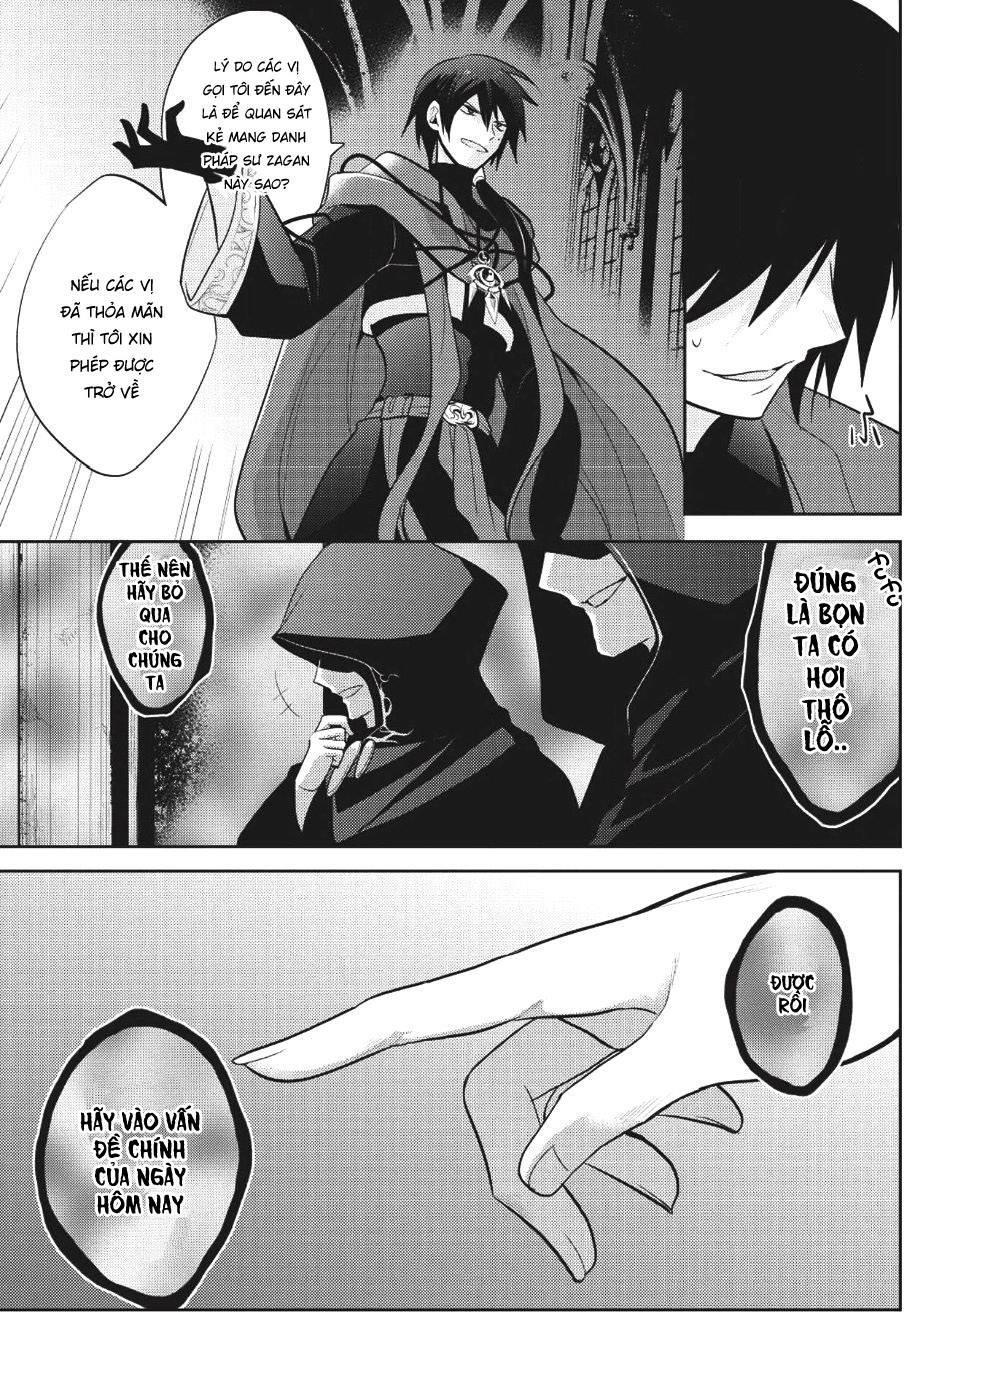 LÝ DO CÁC VỊ
GỌI TÔI ĐẾN ĐÂY
LÀ ĐỂ QUAN SÁT
KẺ MANG DANH
PHÁP SƯ ZAGAN
NÀY SAO?
NẾU CÁC VỊ
ĐÃ THỎA MÃN
THÌ TÔI XIN
PHÉP ĐƯỢC
TRỞ VỀ
FUFU
ĐÚNG
LÀ BỌN
TA CÓ
HƠI
THÔ
LỖ..
THẾ NÊN
HÃY BỎ
QUA
CHO
CHÚNG
TA
ĐƯỢC
RỒI
HÃY VÀO VẤN
ĐỀ CHÍNH
CỦA NGÀY
HÔM NAY